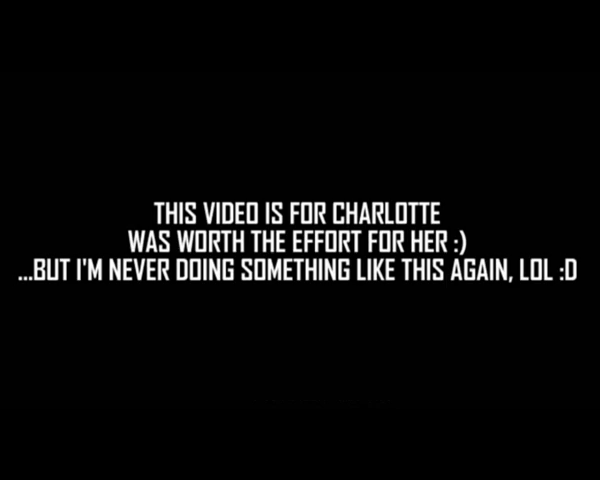 THIS VIDEO IS FOR CHARLOTTE
WAS WORTH THE EFFORT FOR HER :)
...BUT I'M NEVER DOING SOMETHING LIKE THIS AGAIN, LOL :D